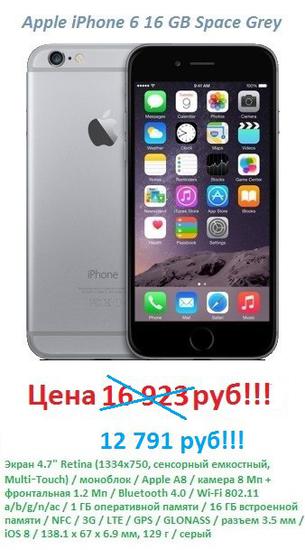 Apple iPhone 6 16 GB Space Grey
iPhone
Цена 16 923 руб!!!
12 791 руб!!!
Экран 4.7" Retina (1334x750, сенсорный емкостный,
Multi-Touch) / моноблок / Apple A8 / камера 8 Мп +
фронтальная 1.2 Мп / Bluetooth 4.0 / Wi-Fi 802.11
a/b/g/n/ac / 1 ГБ оперативной памяти / 16 ГБ встроенной
памяти / NFC / 3G / LTE / GPS / GLONASS / разъем 3.5 мм /
iOS 8 / 138.1 x 67 x 6.9 мм, 129 г / серый